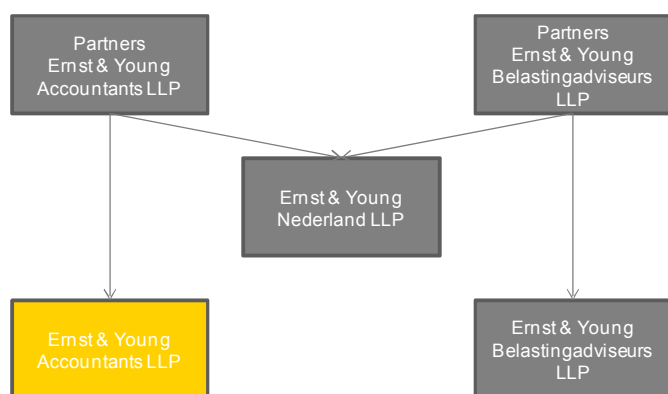 Partners
Ernst & Young
Accountants LLP
Partners
Ernst & Young
Belastingadviseurs
LLP
Ernst & Young
Nederland LLP
Ernst & Young
Accountants LLP
Ernst & Young
Belastingadviseurs
LLP